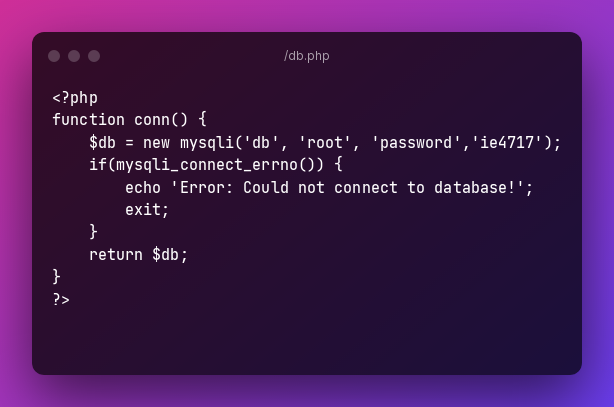 /db.php
<?php
function conn() {
    $db = new mysqli('db', 'root', 'password','ie4717');
    if(mysqli_connect_errno()) {
        echo 'Error: Could not connect to database!';
        exit;
    }
    return $db;
}
?>